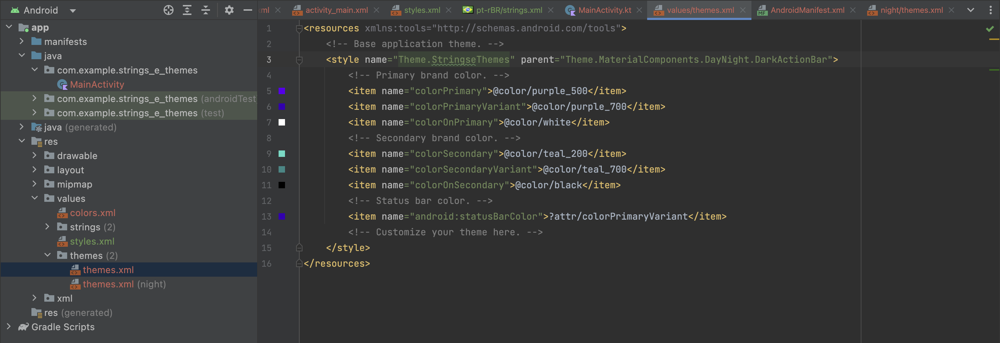 Android
xml
activity_main.xml
styles.xml
pt-rBR/strings.xml
MainActivity.kt
values/themes.xml
MF
AndroidManifest.xml
night/themes.xml
app
manifests
java
com.example.strings_e_themes
MainActivity
com.example.strings_e_themes (androidTest)
com.example.strings_e_themes (test)
java (generated)
res
drawable
layout
mipmap
values
colors.xml
strings (2)
styles.xml
themes (2)
themes.xml
themes.xml (night)
xml
res (generated)
Gradle Scripts
1 <resources xmlns:tools="http://schemas.android.com/tools">
2 <!-- Base application theme. -->
3 <style name="Theme.StringseThemes" parent="Theme.MaterialComponents.DayNight.DarkActionBar">
4 <!-- Primary brand color. -->
5 <item name="colorPrimary">@color/purple_500</item>
6 <item name="colorPrimaryVariant">@color/purple_700</item>
7 <item name="colorOnPrimary">@color/white</item>
8 <!-- Secondary brand color. -->
9 <item name="colorSecondary">@color/teal_200</item>
10 <item name="colorSecondaryVariant">@color/teal_700</item>
11 <item name="colorOnSecondary">@color/black</item>
12 <!-- Status bar color. -->
13 <item name="android:statusBarColor">?attr/colorPrimaryVariant</item>
14 <!-- Customize your theme here. -->
15 </style>
16 </resources>